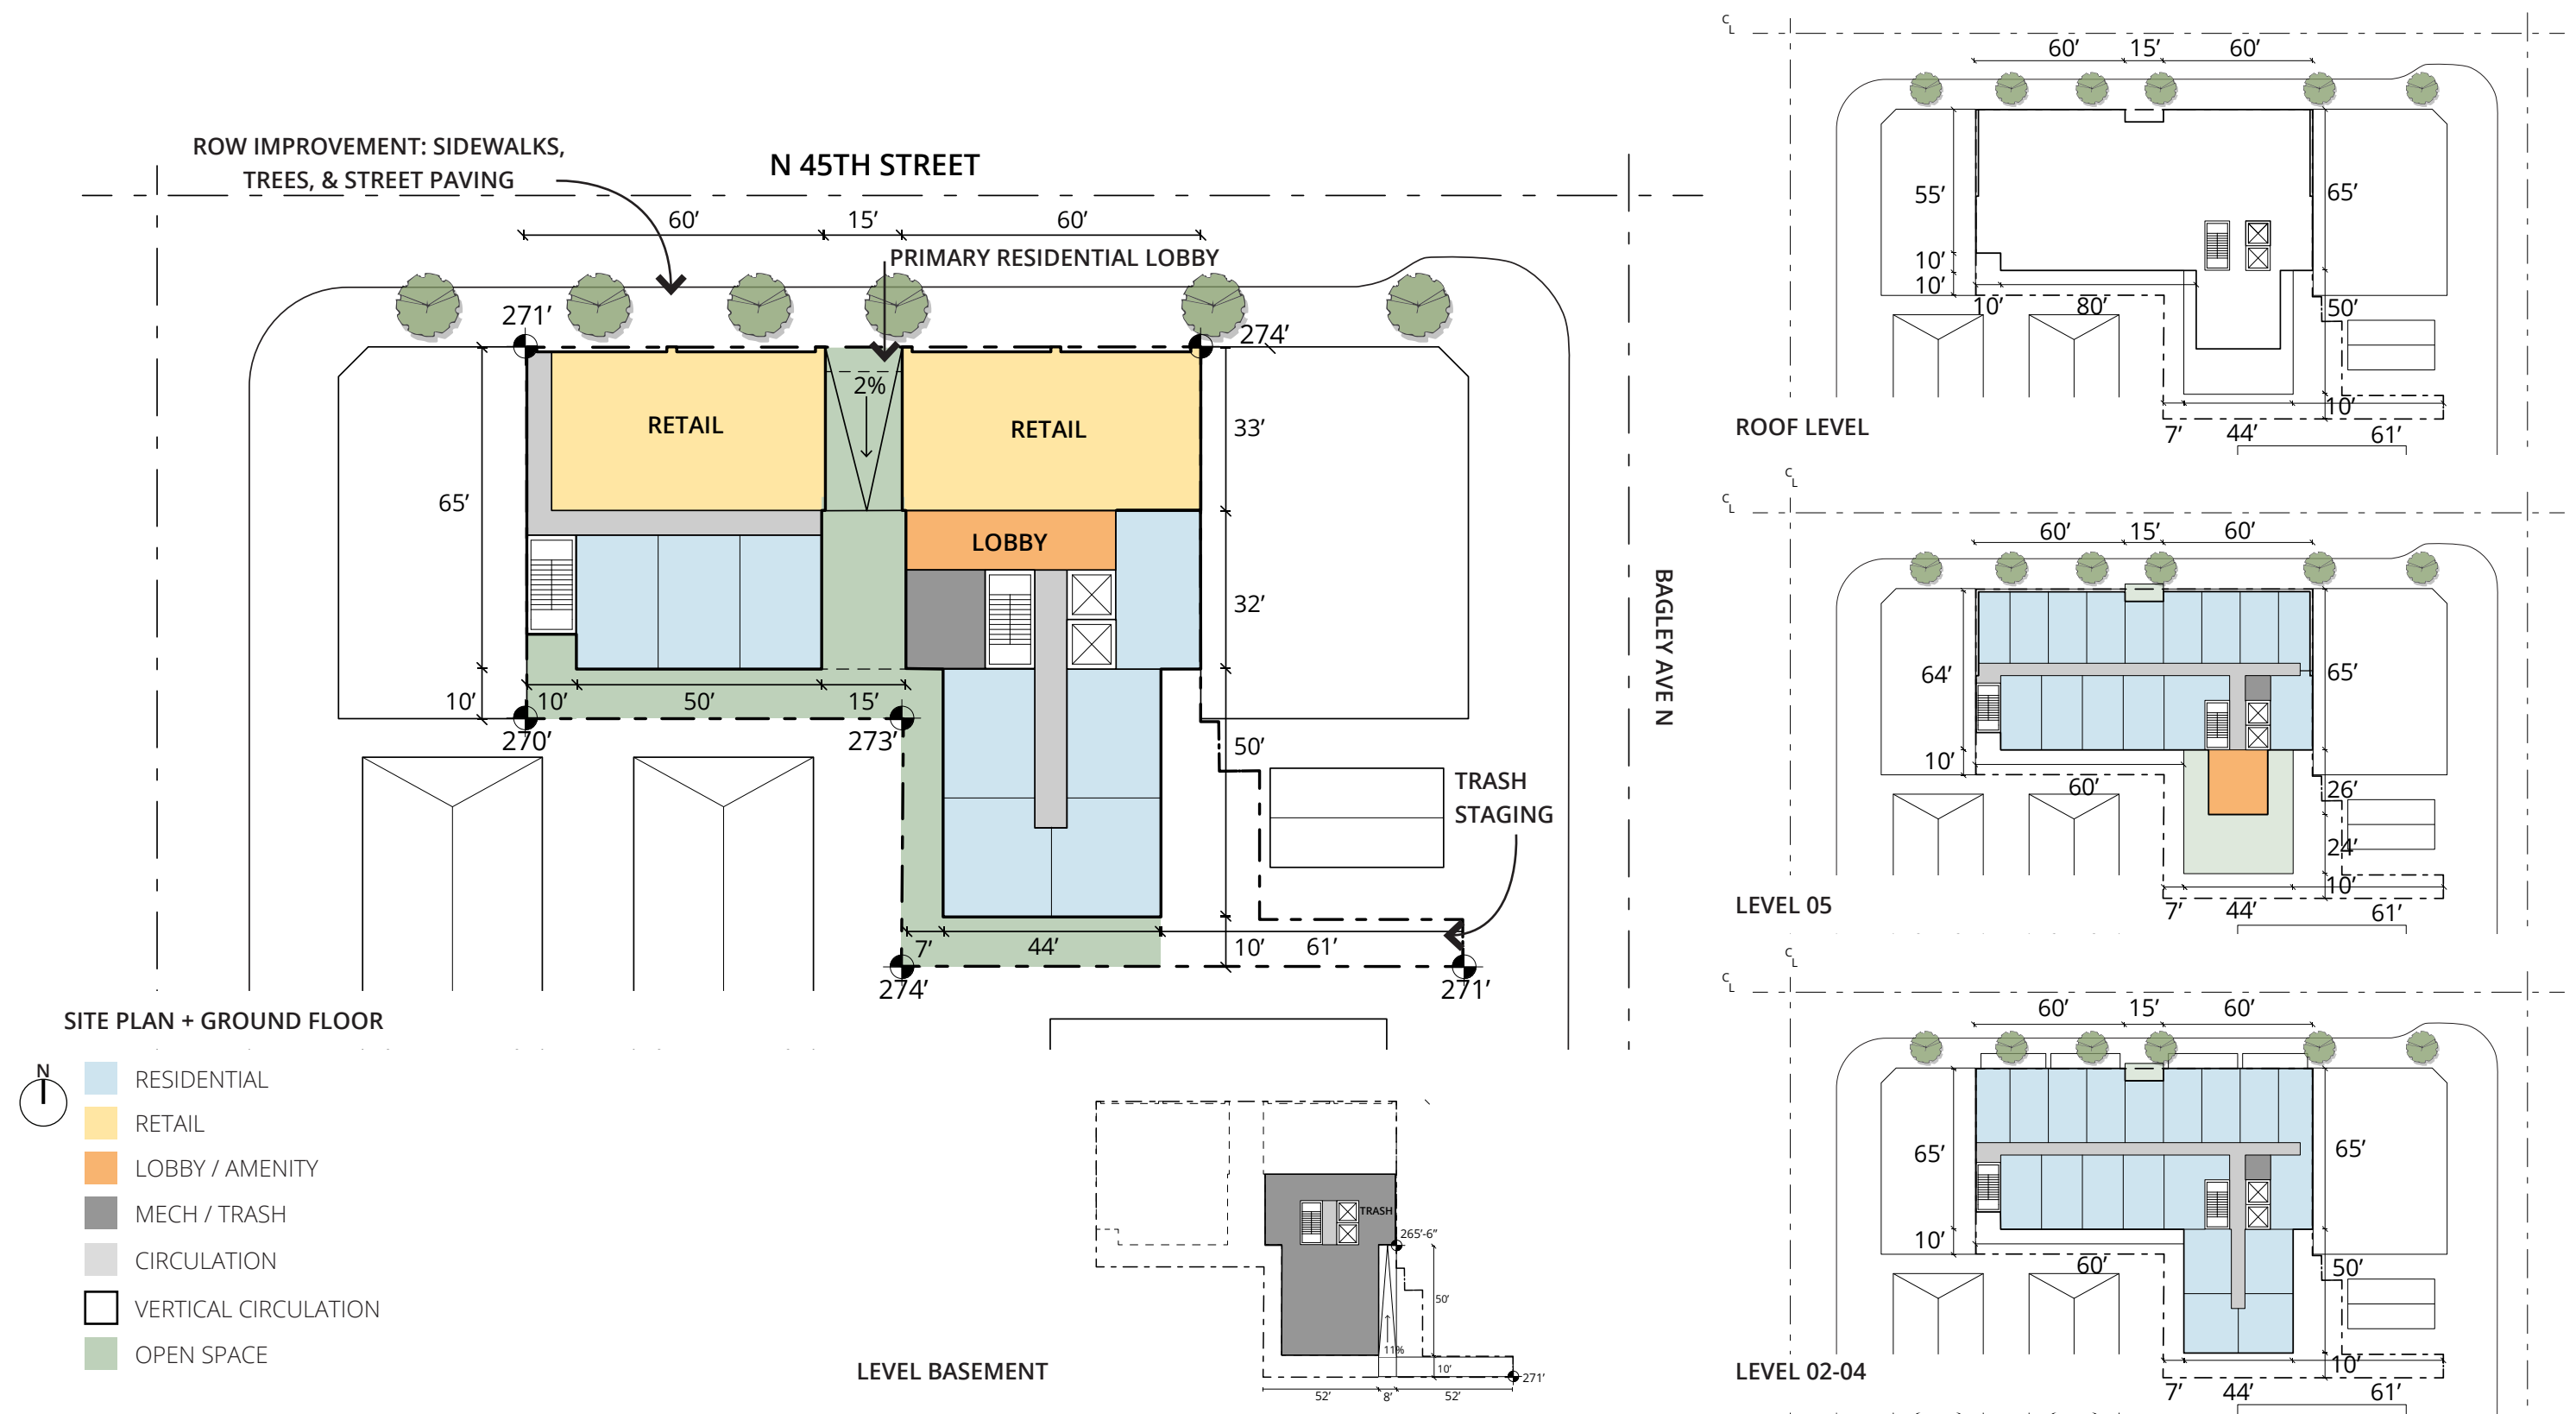 ROW IMPROVEMENT: SIDEWALKS,
TREES, & STREET PAVING
N 45TH STREET
60’ 15’ 60’
PRIMARY RESIDENTIAL LOBBY
271’
274’
2%
RETAIL
RETAIL
33’
65’
LOBBY
32’
BAGLEY AVE N
10’ 10’ 50’ 15’
270’
273’
50’
TRASH
STAGING
7’ 44’ 10’ 61’
274’
271’
SITE PLAN + GROUND FLOOR
N
RESIDENTIAL
RETAIL
LOBBY / AMENITY
MECH / TRASH
CIRCULATION
VERTICAL CIRCULATION
OPEN SPACE
TRASH
265’-6”
50’
11%
10’
271’
52’ 8’ 52’
LEVEL BASEMENT
C
L
60’ 15’ 60’
55’
65’
10’
10’
10’ 80’
50’
10’
7’ 44’ 61’
ROOF LEVEL
C
L
C
L
60’ 15’ 60’
64’
65’
10’
60’
26’
24’
10’
7’ 44’ 61’
LEVEL 05
C
L
C
L
60’ 15’ 60’
65’
65’
10’
60’
50’
10’
7’ 44’ 61’
LEVEL 02-04